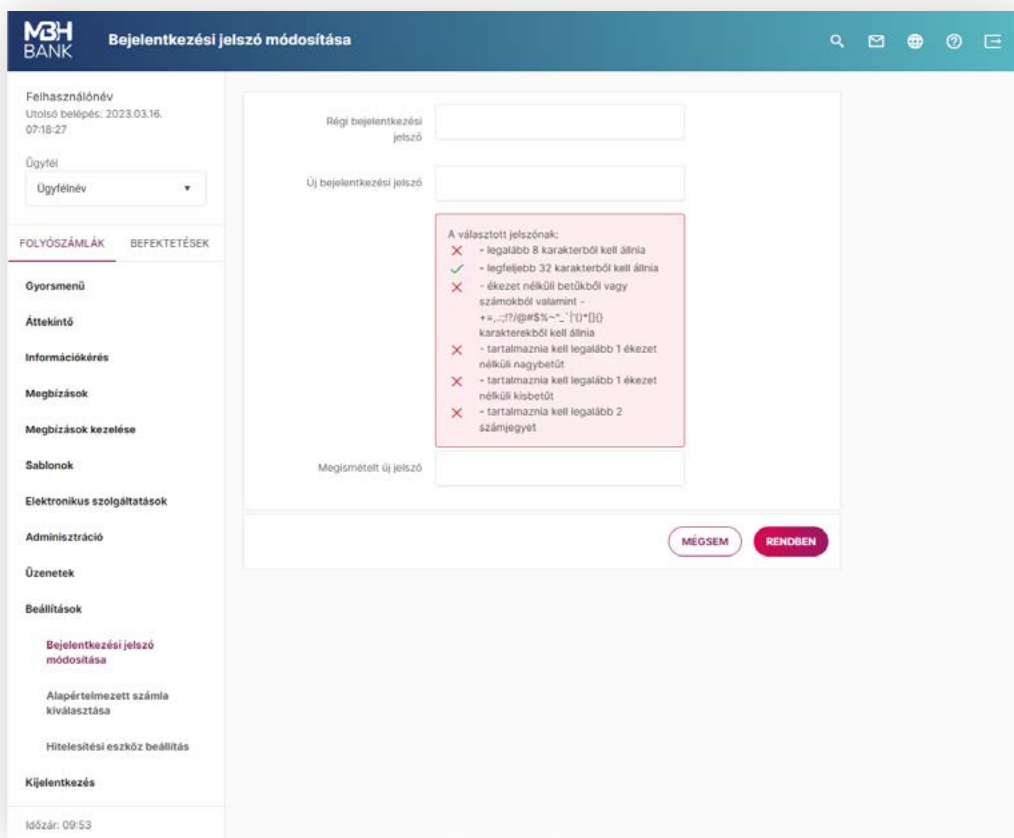 MBH
BANK
Bejelentkezési jelszó módosítása
Felhasználónév
Utolsó belépés: 2023.03.16.
07:18:27
Ügyfél
Ügyfélnév
FOLYÓSZÁMLÁK BEFEKTETÉSEK
Gyorsmenü
Áttekintő
Információkérés
Megbízások
Megbízások kezelése
Sablonok
Elektronikus szolgáltatások
Adminisztráció
Üzenetek
Beállítások
Bejelentkezési jelszó
módosítása
Alapértelmezett számla
kiválasztása
Hitelesítési eszköz beállítás
Kijelentkezés
Időzár: 09:53
Régi bejelentkezési
jelszó
Új bejelentkezési jelszó
A választott jelszónak:
- legalább 8 karakterből kell állnia
- legfeljebb 32 karakterből kell állnia
- ékezet nélküli betűkből vagy
számokból valamint -
+=,.:;!?/@#$%~^_`|'()*[]{}
karakterekből kell állnia
- tartalmaznia kell legalább 1 ékezet
nélküli nagybetűt
- tartalmaznia kell legalább 1 ékezet
nélküli kisbetűt
- tartalmaznia kell legalább 2
számjegyet
Megismételt új jelszó
MÉGSEM RENDBEN